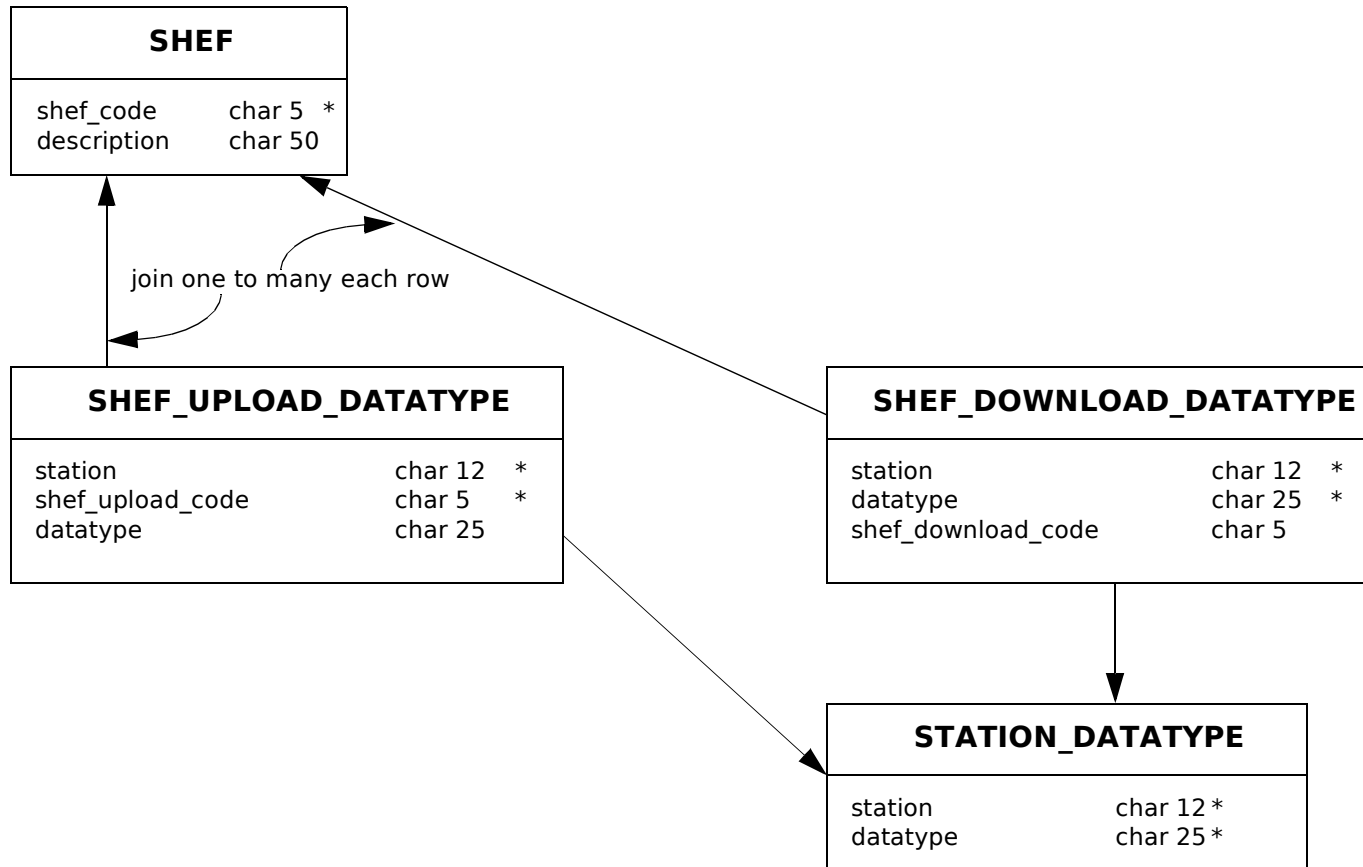 SHEF
shef_code char 5 *
description char 50
join one to many each row
SHEF_UPLOAD_DATATYPE
station char 12 *
shef_upload_code char 5 *
datatype char 25
SHEF_DOWNLOAD_DATATYPE
station char 12 *
datatype char 25 *
shef_download_code char 5
STATION_DATATYPE
station char 12 *
datatype char 25 *